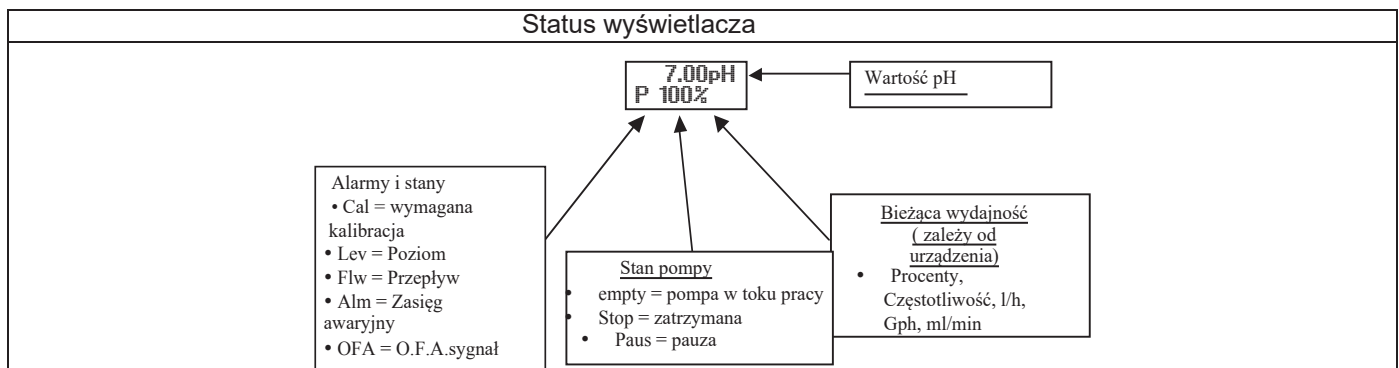 Status wyświetlacza
7.00pH
P 100%
Wartość pH
Alarmy i stany
• Cal = wymagana
kalibracja
• Lev = Poziom
• Flw = Przepływ
• Alm = Zasięg
awaryjny
• OFA = O.F.A.sygnał
Stan pompy
• empty = pompa w toku pracy
• Stop = zatrzymana
• Paus = pauza
Bieżąca wydajność
( zależy od
urządzenia)
• Procenty,
Częstotliwość, l/h,
Gph, ml/min